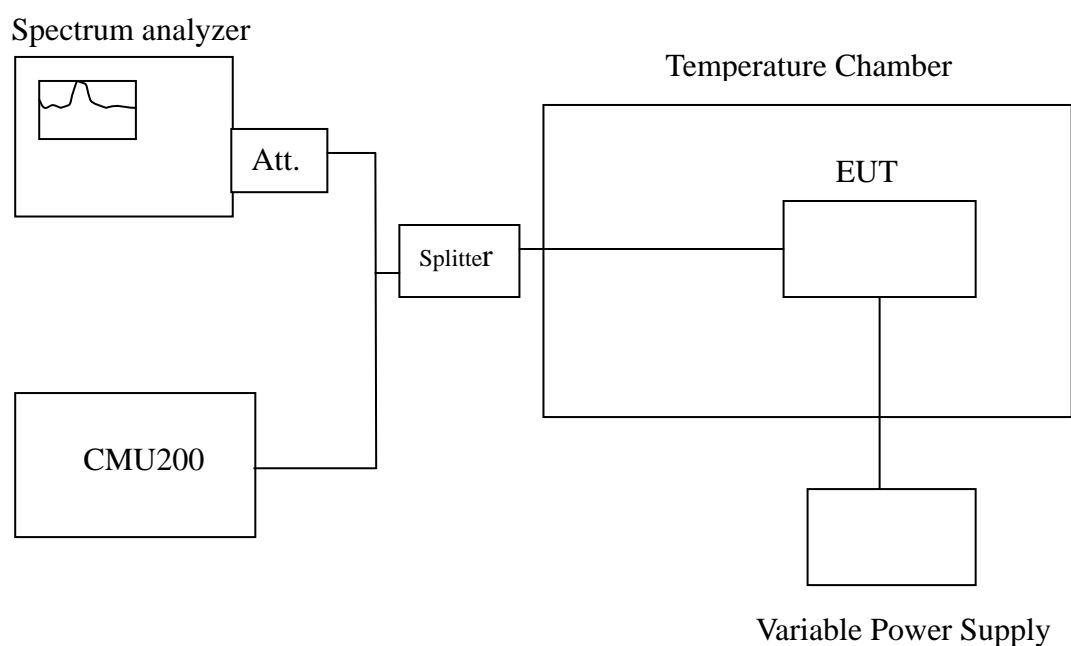 Spectrum analyzer
Temperature Chamber
Att.
EUT
Splitter
CMU200
Variable Power Supply